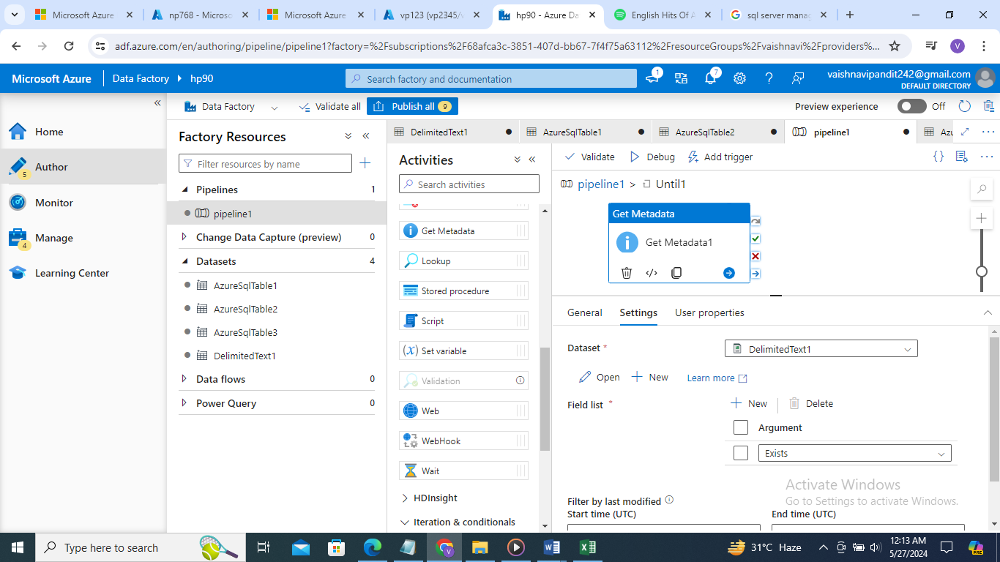 Microsoft Azure
np768 - Microso
Microsoft Azure
vp123 (vp2345/v
hp90 - Azure Da
English Hits Of A
sql server manag
adf.azure.com/en/authoring/pipeline/pipeline1?factory=%2Fsubscriptions%2F68afca3c-3851-407d-bb67-7f4f75a63112%2FresourceGroups%2Fvaishnavi%2Fproviders%...
V
Microsoft Azure
Data Factory
hp90
Search factory and documentation
1
7
vaishnavipandit242@gmail.com
DEFAULT DIRECTORY
Data Factory
Validate all
Publish all 9
Preview experience
Off
Home
Author
5
Monitor
Manage
4
Learning Center
Factory Resources
Filter resources by name
Pipelines 1
pipeline1
Change Data Capture (preview) 0
Datasets 4
AzureSqlTable1
AzureSqlTable2
AzureSqlTable3
DelimitedText1
Data flows 0
Power Query 0
DelimitedText1
AzureSqlTable1
AzureSqlTable2
pipeline1
Azu
Activities
Search activities
Get Metadata
Lookup
Stored procedure
Script
(x) Set variable
Validation
Web
WebHook
Wait
HDInsight
Iteration & conditionals
Validate
Debug
Add trigger
{}
pipeline1 > Until1
Get Metadata
Get Metadata1
General
Settings
User properties
Dataset *
DelimitedText1
Open
New
Learn more
Field list *
New
Delete
Argument
Exists
Filter by last modified
Start time (UTC)
End time (UTC)
Activate Windows
Go to Settings to activate Windows.
Type here to search
31°C Haze
12:13 AM
5/27/2024
PRE